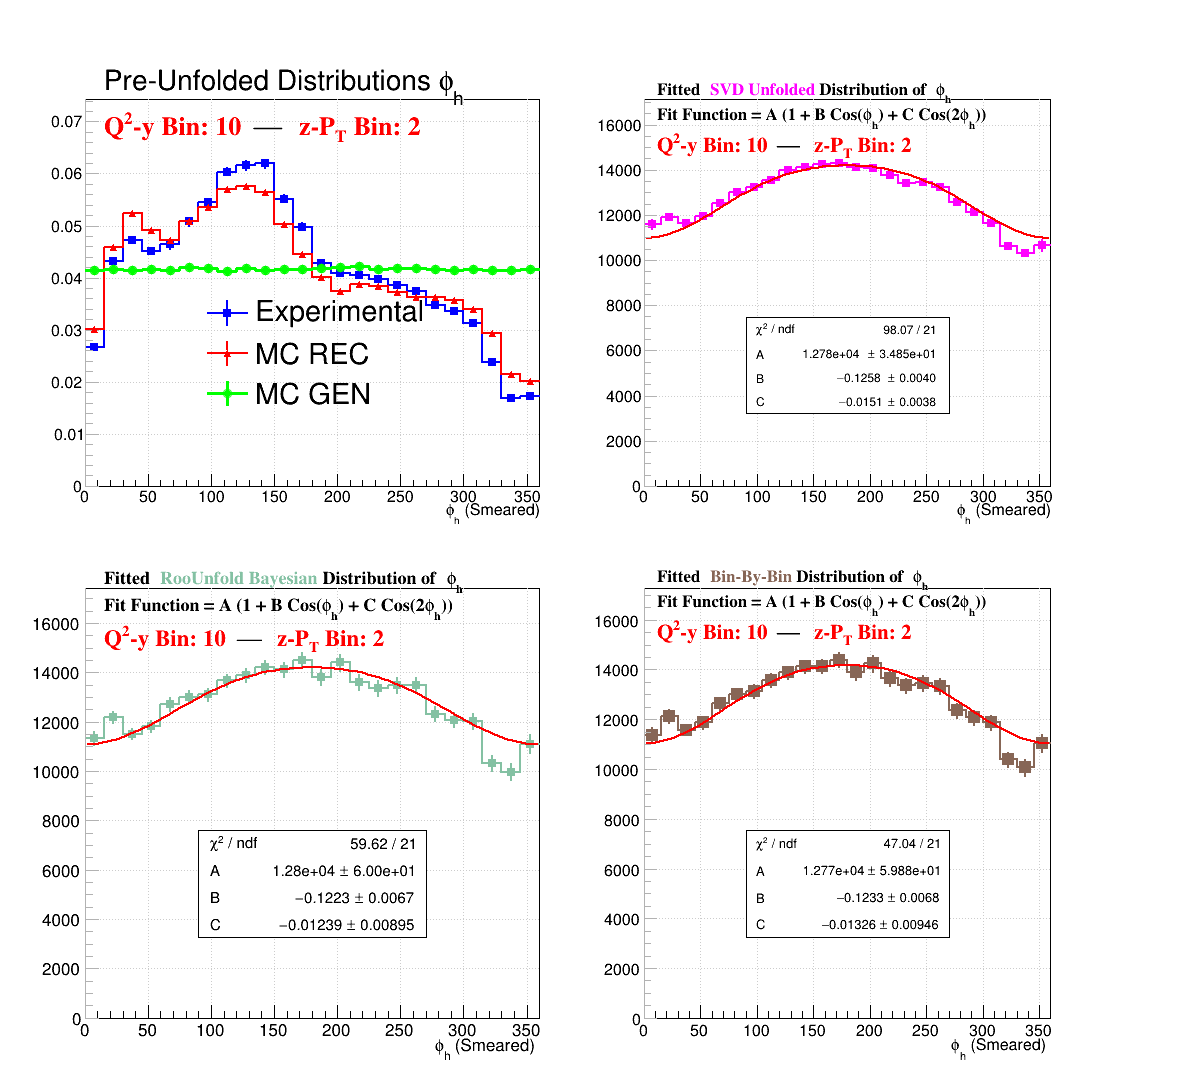 Pre-Unfolded Distributions ϕh
Q2-y Bin: 10 — z-PT Bin: 2
0.07
0.06
0.05
0.04
0.03
0.02
0.01
0
Experimental
MC REC
MC GEN
0 50 100 150 200 250 300 350
ϕh (Smeared)
Fitted SVD Unfolded Distribution of ϕh
Fit Function = A (1 + B Cos(ϕh) + C Cos(2ϕh))
Q2-y Bin: 10 — z-PT Bin: 2
16000
14000
12000
10000
8000
6000
4000
2000
0
χ2 / ndf 98.07 / 21
A 1.278e+04 ± 3.485e+01
B −0.1258 ± 0.0040
C −0.0151 ± 0.0038
0 50 100 150 200 250 300 350
ϕh (Smeared)
Fitted RooUnfold Bayesian Distribution of ϕh
Fit Function = A (1 + B Cos(ϕh) + C Cos(2ϕh))
Q2-y Bin: 10 — z-PT Bin: 2
16000
14000
12000
10000
8000
6000
4000
2000
0
χ2 / ndf 59.62 / 21
A 1.28e+04 ± 6.00e+01
B −0.1223 ± 0.0067
C −0.01239 ± 0.00895
0 50 100 150 200 250 300 350
ϕh (Smeared)
Fitted Bin-By-Bin Distribution of ϕh
Fit Function = A (1 + B Cos(ϕh) + C Cos(2ϕh))
Q2-y Bin: 10 — z-PT Bin: 2
16000
14000
12000
10000
8000
6000
4000
2000
0
χ2 / ndf 47.04 / 21
A 1.277e+04 ± 5.988e+01
B −0.1233 ± 0.0068
C −0.01326 ± 0.00946
0 50 100 150 200 250 300 350
ϕh (Smeared)